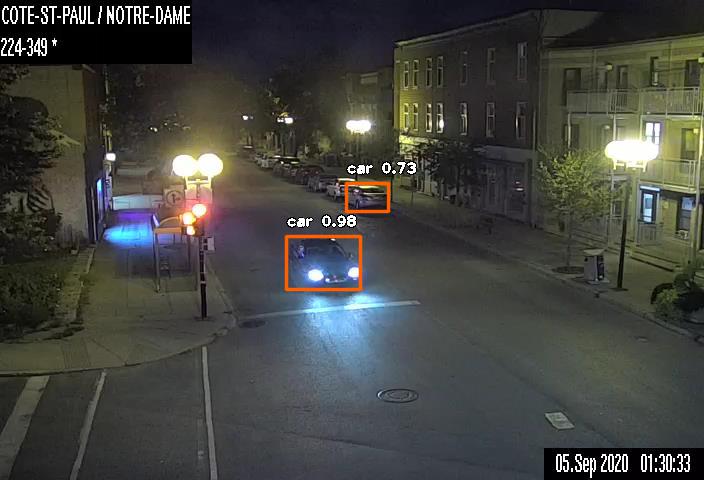 COTE-ST-PAUL / NOTRE-DAME
224-349 *
car 0.73
car 0.98
05.Sep 2020 01:30:33